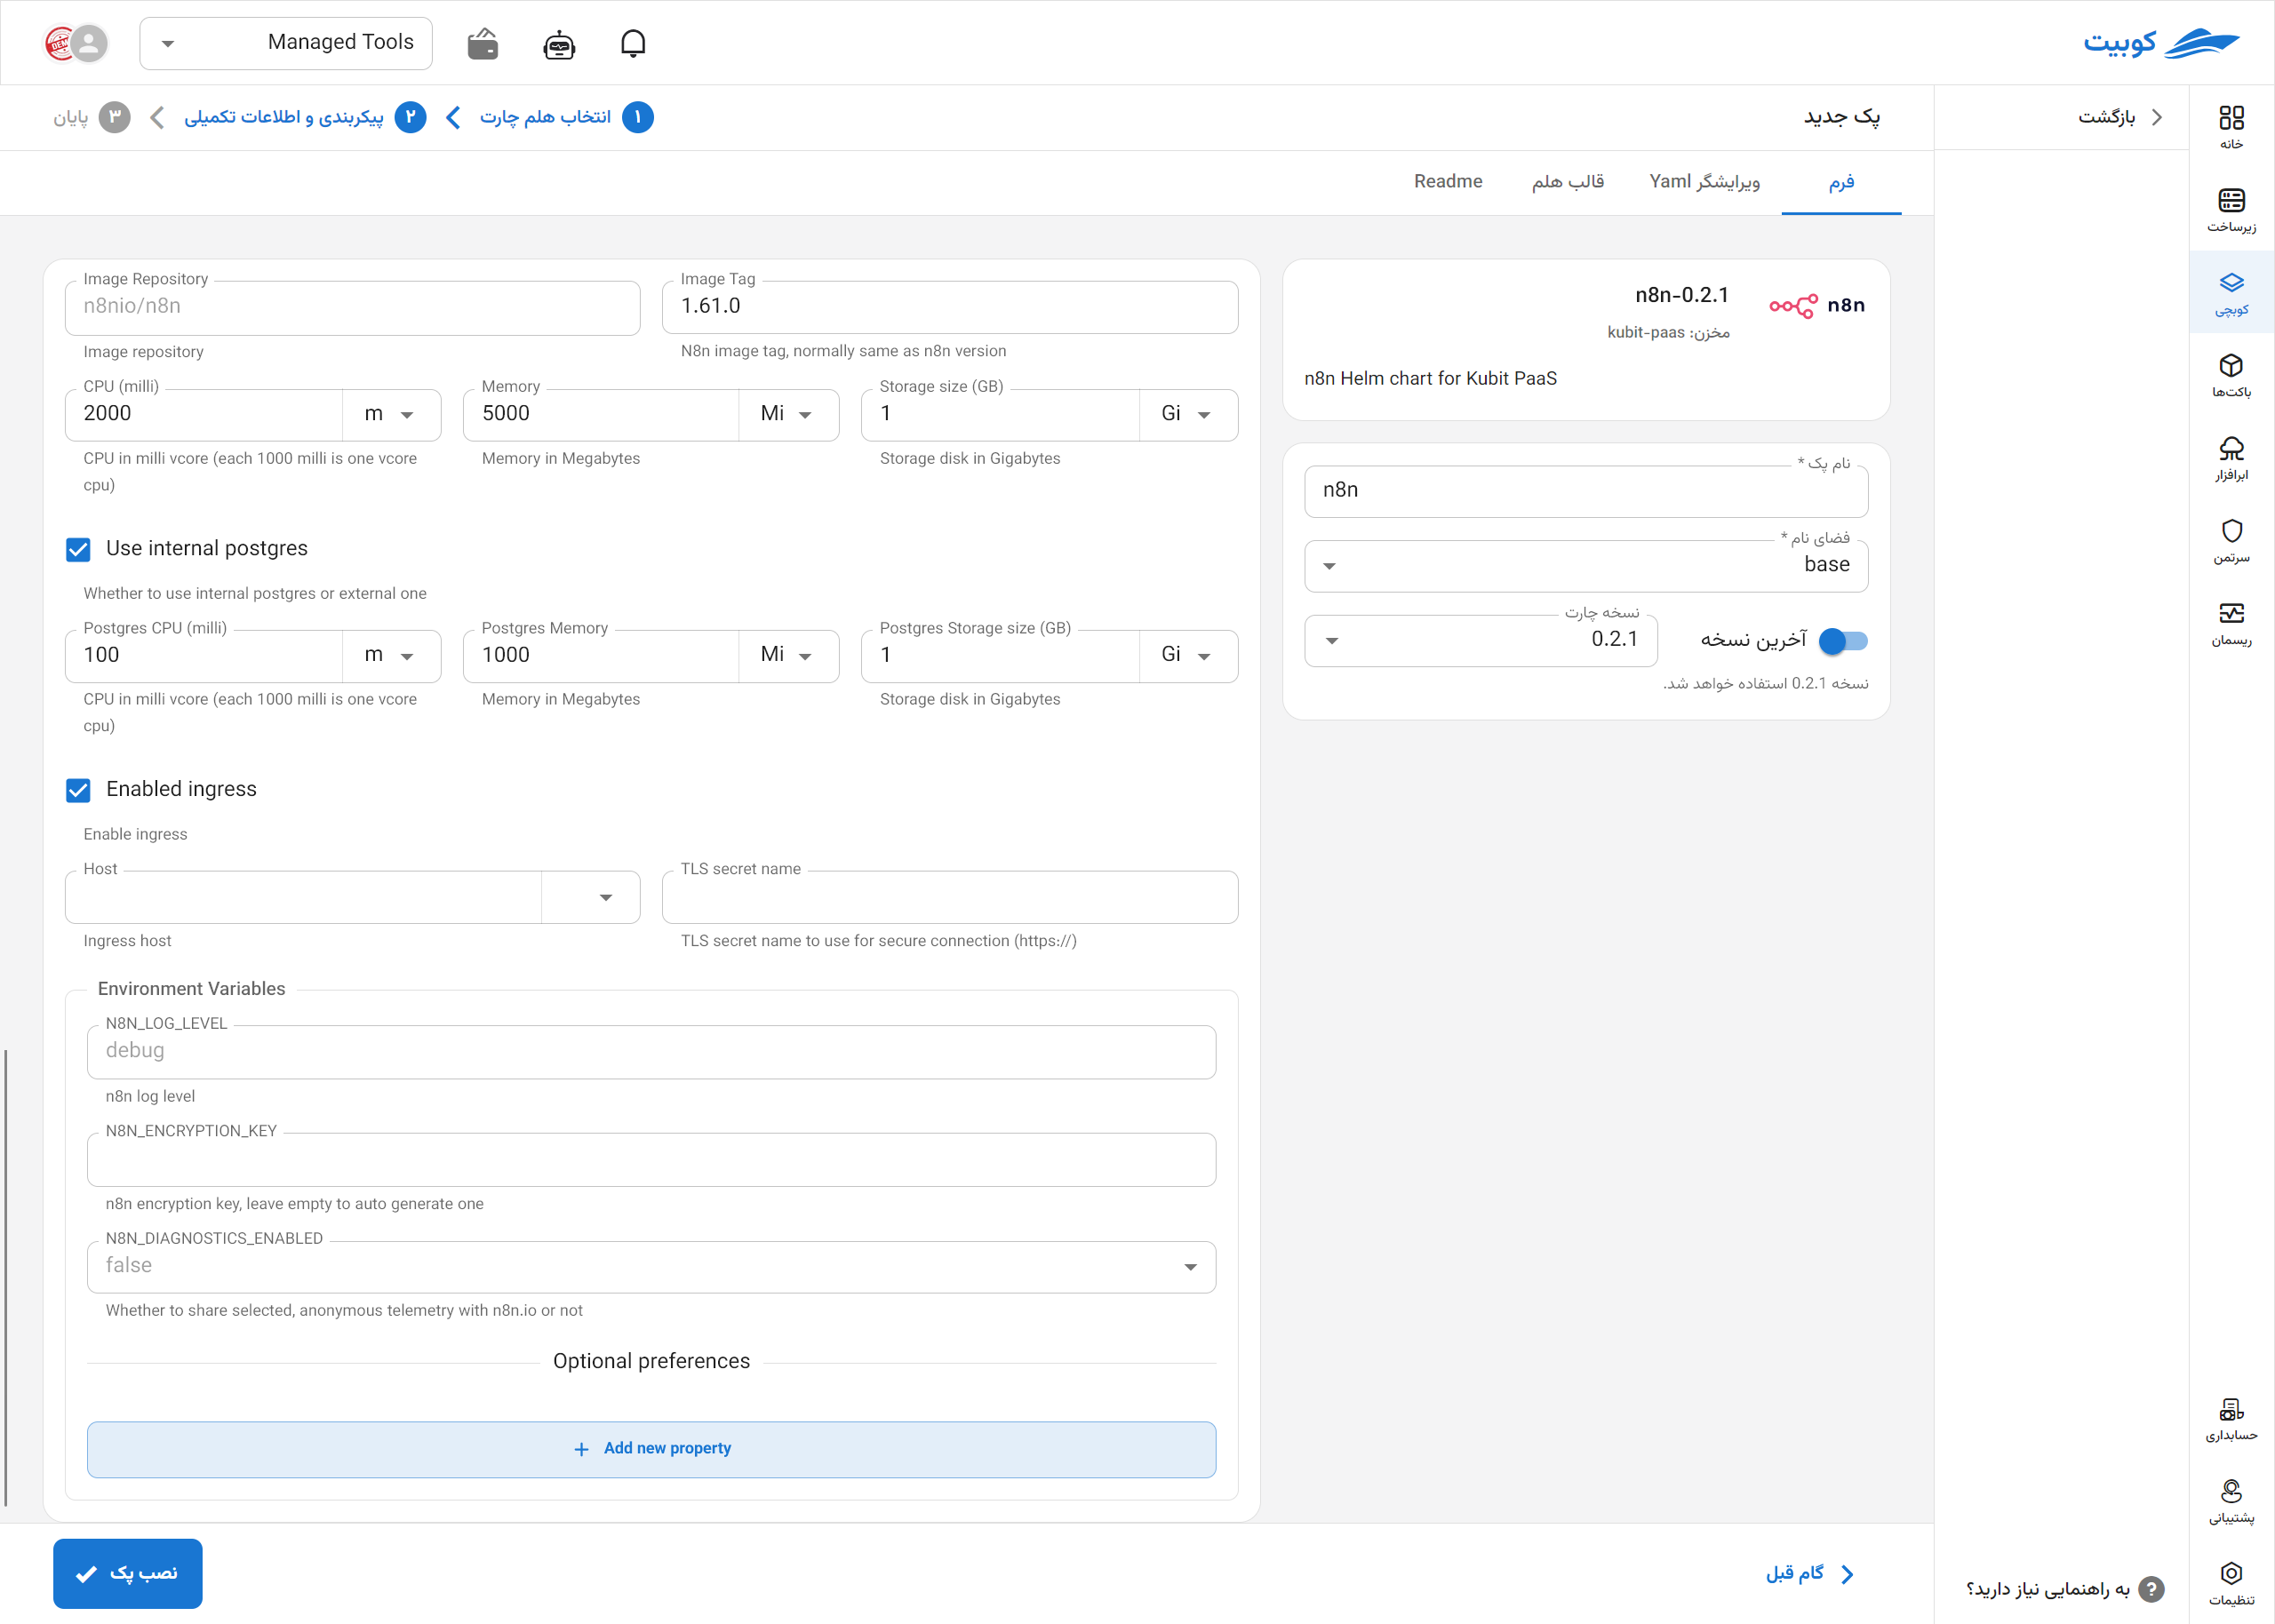 کوبیت
Managed Tools
بازگشت
پک جدید
۱ انتخاب هلم چارت
۲ پیکربندی و اطلاعات تکمیلی
۳ پایان
فرم
ویرایشگر Yaml
قالب هلم
Readme
خانه
زیرساخت
کوبچی
باکت‌ها
ابرافزار
سرتمن
ریسمان
حسابداری
پشتیبانی
تنظیمات
n8n
n8n-0.2.1
مخزن: kubit-paas
n8n Helm chart for Kubit PaaS
نام پک *
n8n
فضای نام *
base
آخرین نسخه
نسخه چارت
0.2.1
نسخه 0.2.1 استفاده خواهد شد.
Image Repository
n8nio/n8n
Image repository
Image Tag
1.61.0
N8n image tag, normally same as n8n version
CPU (milli)
2000 m
CPU in milli vcore (each 1000 milli is one vcore
cpu)
Memory
5000 Mi
Memory in Megabytes
Storage size (GB)
1 Gi
Storage disk in Gigabytes
Use internal postgres
Whether to use internal postgres or external one
Postgres CPU (milli)
100 m
CPU in milli vcore (each 1000 milli is one vcore
cpu)
Postgres Memory
1000 Mi
Memory in Megabytes
Postgres Storage size (GB)
1 Gi
Storage disk in Gigabytes
Enabled ingress
Enable ingress
Host
Ingress host
TLS secret name
TLS secret name to use for secure connection (https://)
Environment Variables
N8N_LOG_LEVEL
debug
n8n log level
N8N_ENCRYPTION_KEY
n8n encryption key, leave empty to auto generate one
N8N_DIAGNOSTICS_ENABLED
false
Whether to share selected, anonymous telemetry with n8n.io or not
Optional preferences
+ Add new property
گام قبل
نصب پک
به راهنمایی نیاز دارید؟